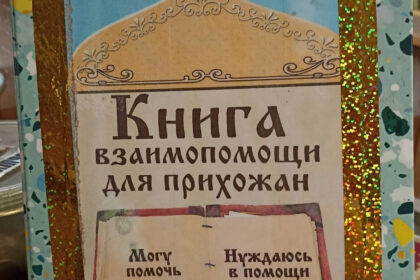 Книга
взаимопомощи
для прихожан
Могу
помочь
Нуждаюсь
в помощи